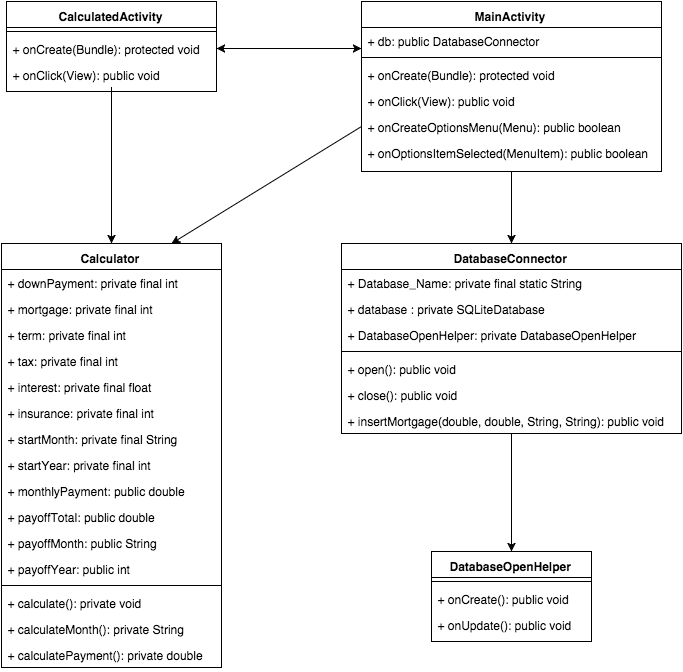 CalculatedActivity
+ onCreate(Bundle): protected void
+ onClick(View): public void
MainActivity
+ db: public DatabaseConnector
+ onCreate(Bundle): protected void
+ onClick(View): public void
+ onCreateOptionsMenu(Menu): public boolean
+ onOptionsItemSelected(MenuItem): public boolean
Calculator
+ downPayment: private final int
+ mortgage: private final int
+ term: private final int
+ tax: private final int
+ interest: private final float
+ insurance: private final int
+ startMonth: private final String
+ startYear: private final int
+ monthlyPayment: public double
+ payoffTotal: public double
+ payoffMonth: public String
+ payoffYear: public int
+ calculate(): private void
+ calculateMonth(): private String
+ calculatePayment(): private double
DatabaseConnector
+ Database_Name: private final static String
+ database : private SQLiteDatabase
+ DatabaseOpenHelper: private DatabaseOpenHelper
+ open(): public void
+ close(): public void
+ insertMortgage(double, double, String, String): public void
DatabaseOpenHelper
+ onCreate(): public void
+ onUpdate(): public void